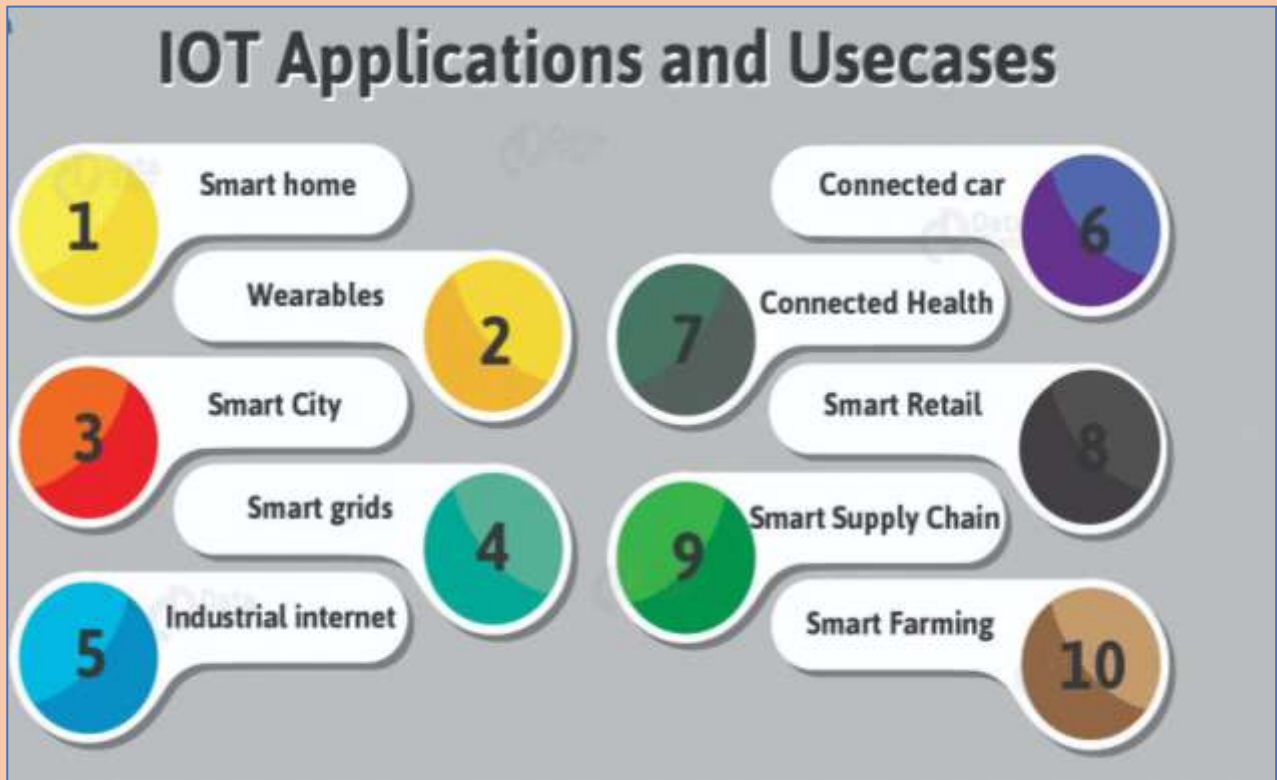 IOT Applications and Usecases
1
Smart home
Wearables
2
3
Smart City
Smart grids
4
5
Industrial internet
Connected car
6
7
Connected Health
Smart Retail
8
9
Smart Supply Chain
Smart Farming
10